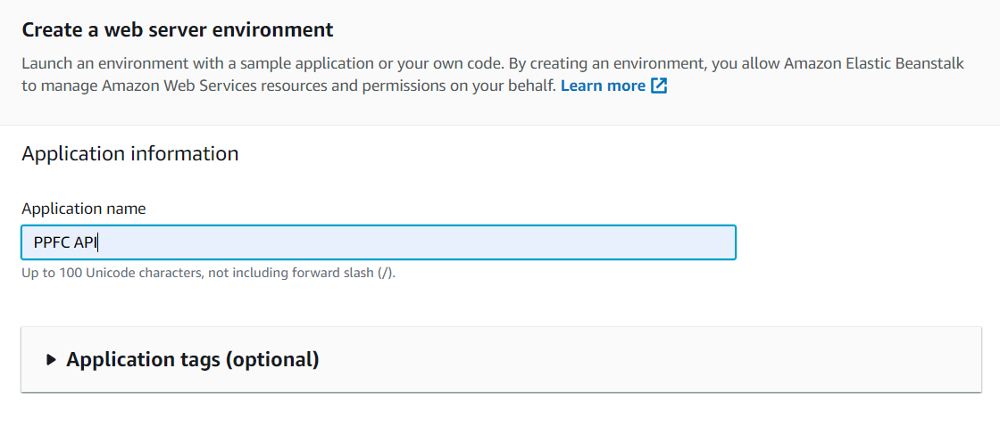 Create a web server environment
Launch an environment with a sample application or your own code. By creating an environment, you allow Amazon Elastic Beanstalk
to manage Amazon Web Services resources and permissions on your behalf. Learn more
Application information
Application name
PPFC API
Up to 100 Unicode characters, not including forward slash (/).
Application tags (optional)